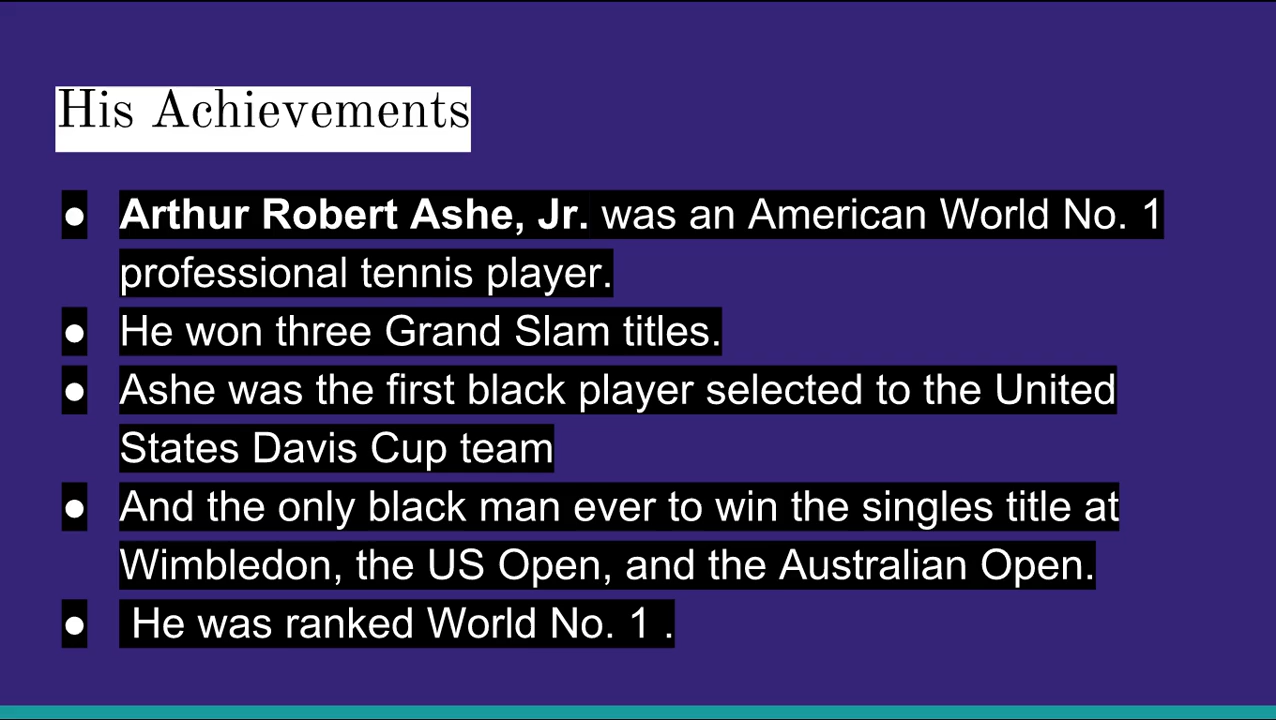 His Achievements
● Arthur Robert Ashe, Jr. was an American World No. 1
professional tennis player.
● He won three Grand Slam titles.
● Ashe was the first black player selected to the United
States Davis Cup team
● And the only black man ever to win the singles title at
Wimbledon, the US Open, and the Australian Open.
● He was ranked World No. 1 .